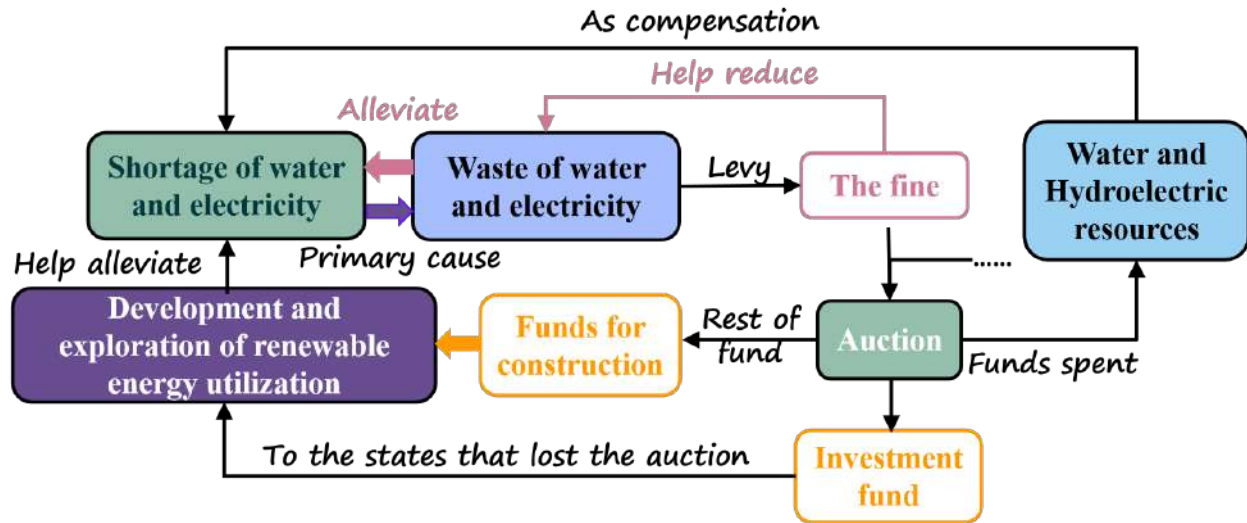 As compensation
Help reduce
Alleviate
Shortage of water
and electricity
Waste of water
and electricity
Levy
The fine
Water and
Hydroelectric
resources
Primary cause
Help alleviate
......
Development and
exploration of renewable
energy utilization
Funds for
construction
Rest of
fund
Auction
Funds spent
To the states that lost the auction
Investment
fund